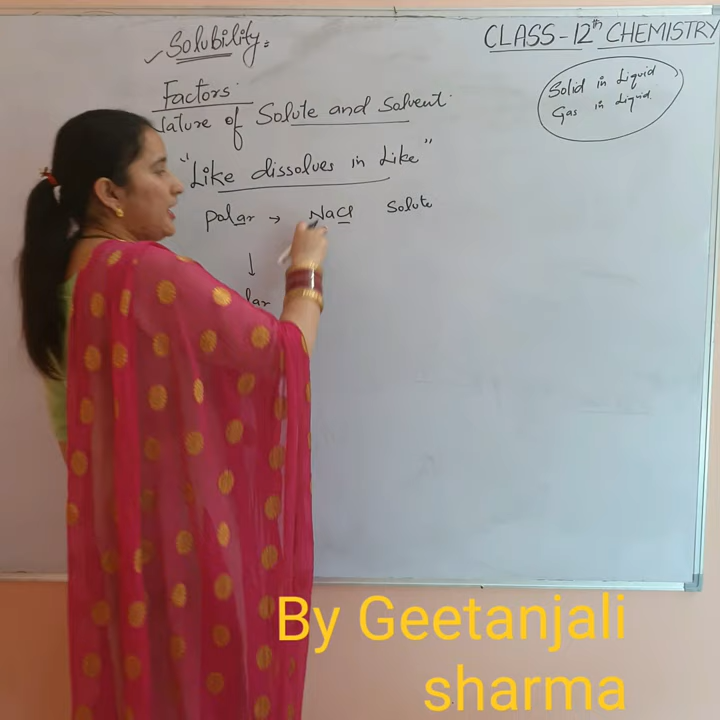 Solubility
CLASS-12th CHEMISTRY
Solid in Liquid
Gas in Liquid
Factors
Nature of Solute and Solvent
"Like dissolves in Like"
polar → NaCl Solute
↓
lar
By Geetanjali
sharma